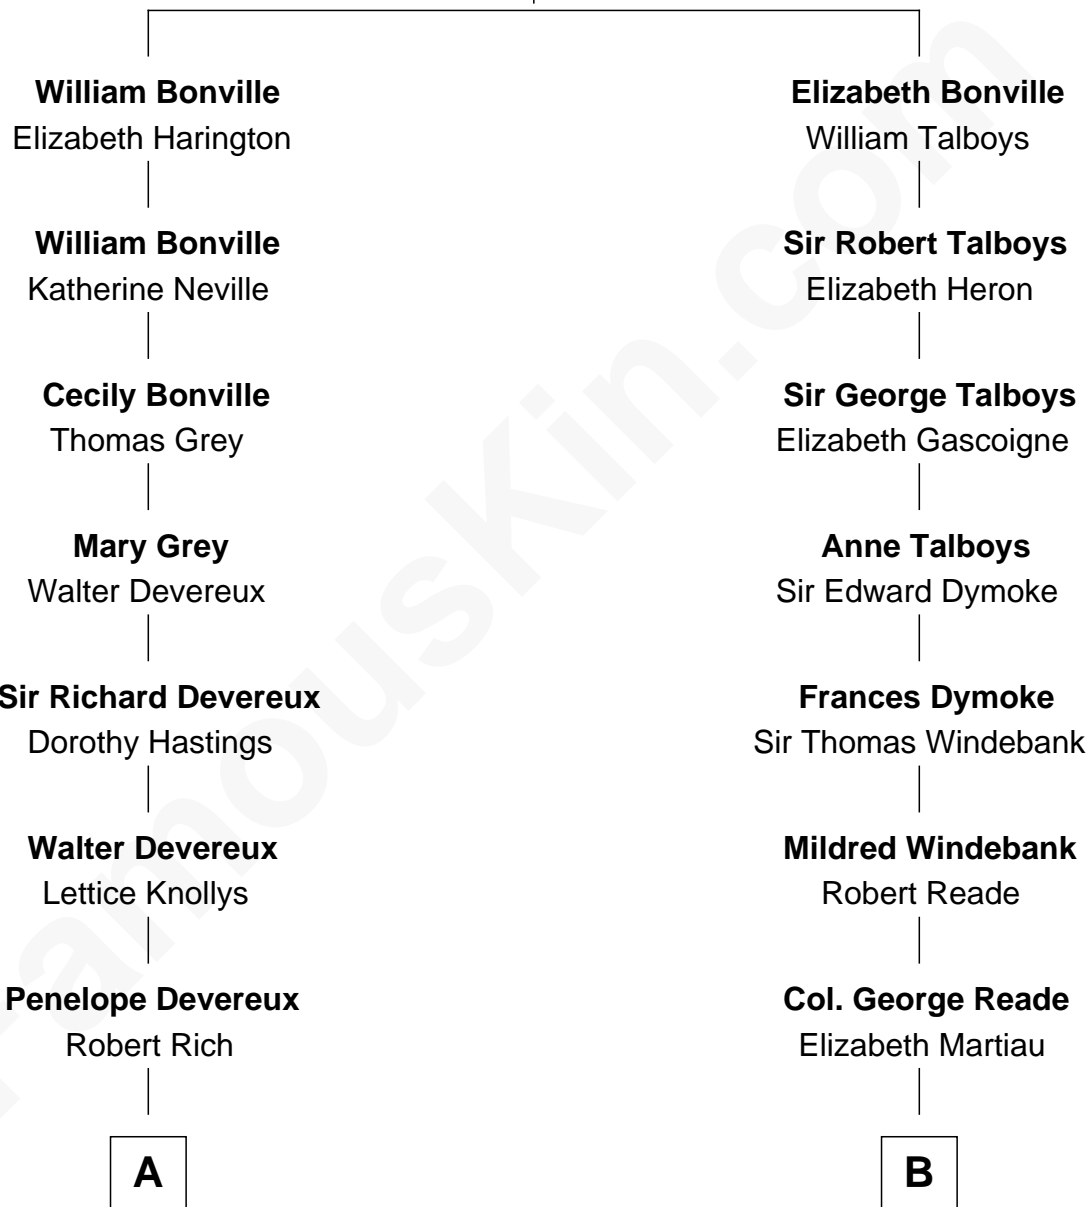 William Bonville
Elizabeth Harington
William Bonville
Katherine Neville
Cecily Bonville
Thomas Grey
Mary Grey
Walter Devereux
Sir Richard Devereux
Dorothy Hastings
Walter Devereux
Lettice Knollys
Penelope Devereux
Robert Rich
A
Elizabeth Bonville
William Talboys
Sir Robert Talboys
Elizabeth Heron
Sir George Talboys
Elizabeth Gascoigne
Anne Talboys
Sir Edward Dymoke
Frances Dymoke
Sir Thomas Windebank
Mildred Windebank
Robert Reade
Col. George Reade
Elizabeth Martiau
B
FamousKin.com